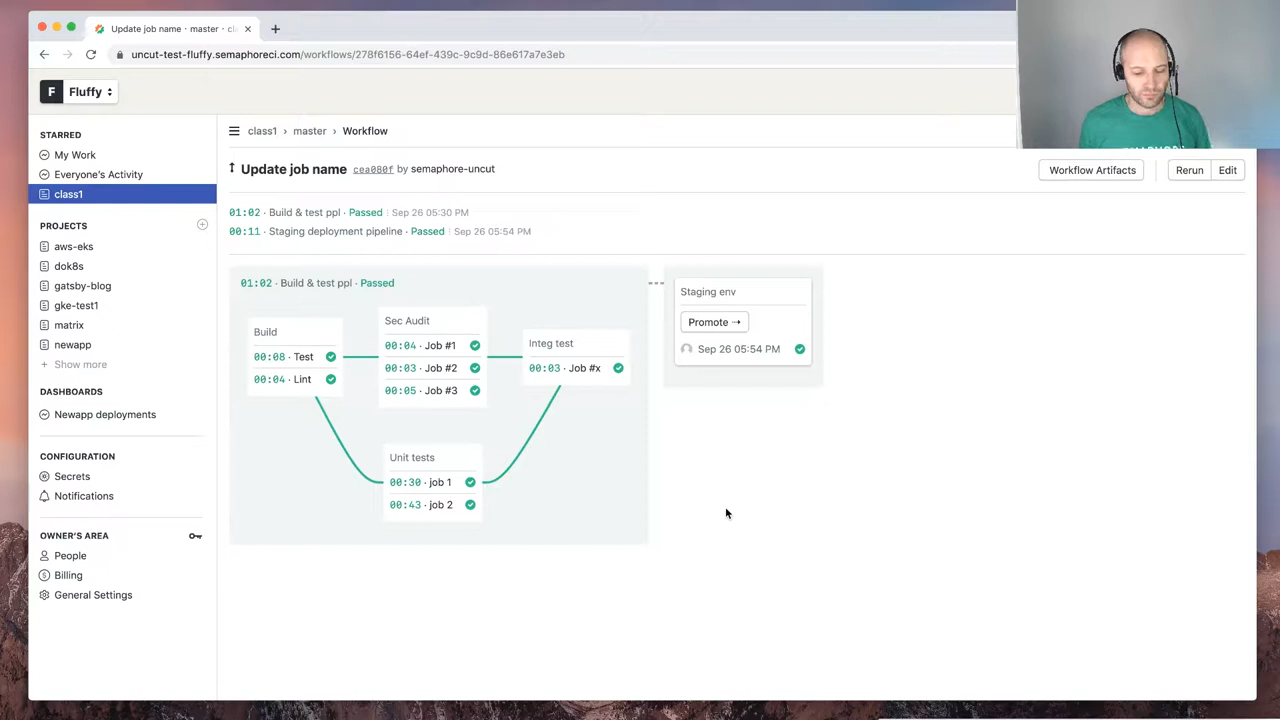 Update job name · master · cl
uncut-test-fluffy.semaphoreci.com/workflows/278f6156-64ef-439c-9c9d-86e617a7e3eb
F Fluffy
STARRED
My Work
Everyone's Activity
class1
PROJECTS
aws-eks
dok8s
gatsby-blog
gke-test1
matrix
newapp
+ Show more
DASHBOARDS
Newapp deployments
CONFIGURATION
Secrets
Notifications
OWNER'S AREA
People
Billing
General Settings
class1 › master › Workflow
Update job name cea080f by semaphore-uncut
Workflow Artifacts
Rerun
Edit
01:02 · Build & test ppl · Passed | Sep 26 05:30 PM
00:11 · Staging deployment pipeline · Passed | Sep 26 05:54 PM
01:02 · Build & test ppl · Passed
Build
00:08 · Test
00:04 · Lint
Sec Audit
00:04 · Job #1
00:03 · Job #2
00:05 · Job #3
Integ test
00:03 · Job #x
Unit tests
00:30 · job 1
00:43 · job 2
Staging env
Promote ⇢
Sep 26 05:54 PM